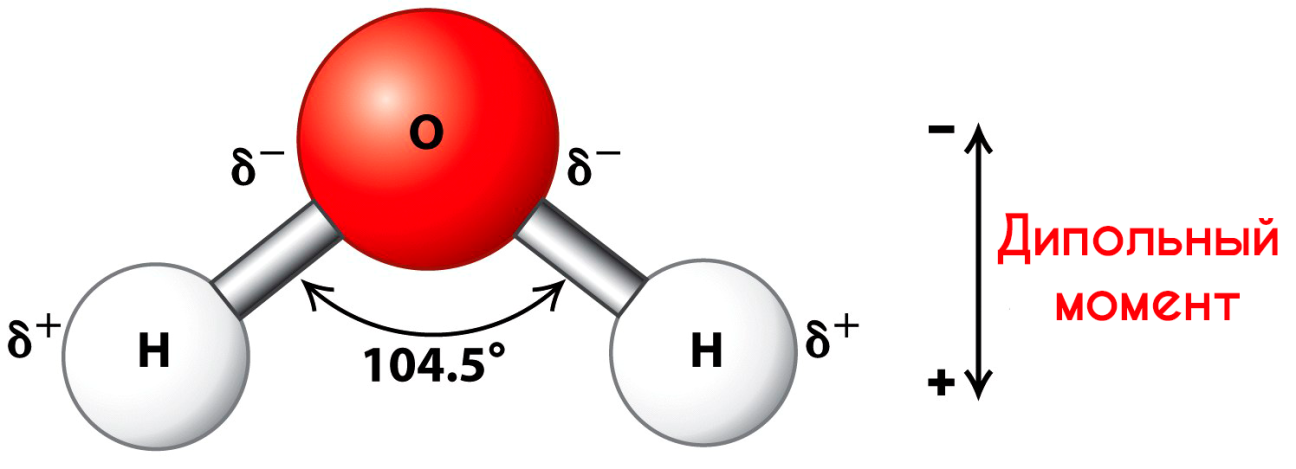 O
δ⁻ δ⁻
−
Дипольный
момент
δ⁺ H H δ⁺
104.5°
+